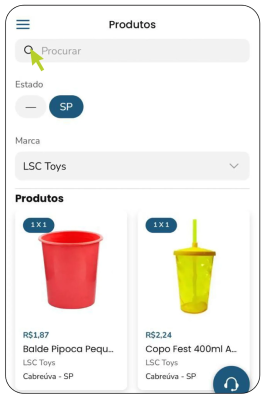 Produtos
Procurar
Estado
— SP
Marca
LSC Toys
Produtos
1 X 1
1 X 1
R$1,87
Balde Pipoca Pequ...
LSC Toys
Cabreúva - SP
R$2,24
Copo Fest 400ml A...
LSC Toys
Cabreúva - SP